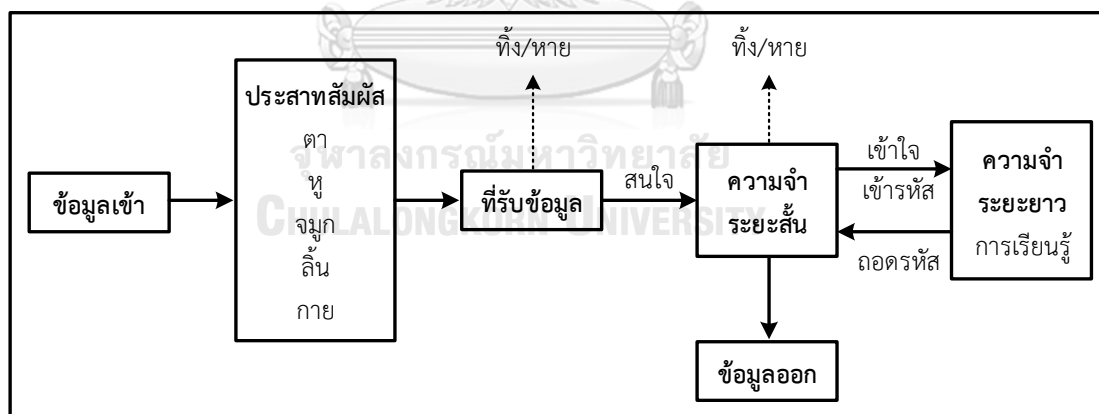 ทิ้ง/หาย
ทิ้ง/หาย
ประสาทสัมผัส
ตา
หู
จมูก
ลิ้น
กาย
ข้อมูลเข้า
ที่รับข้อมูล
สนใจ
ความจำ
ระยะสั้น
เข้าใจ
เข้ารหัส
ถอดรหัส
ความจำ
ระยะยาว
การเรียนรู้
ข้อมูลออก
จุฬาลงกรณ์มหาวิทยาลัย
CHULALONGKORN UNIVERSITY